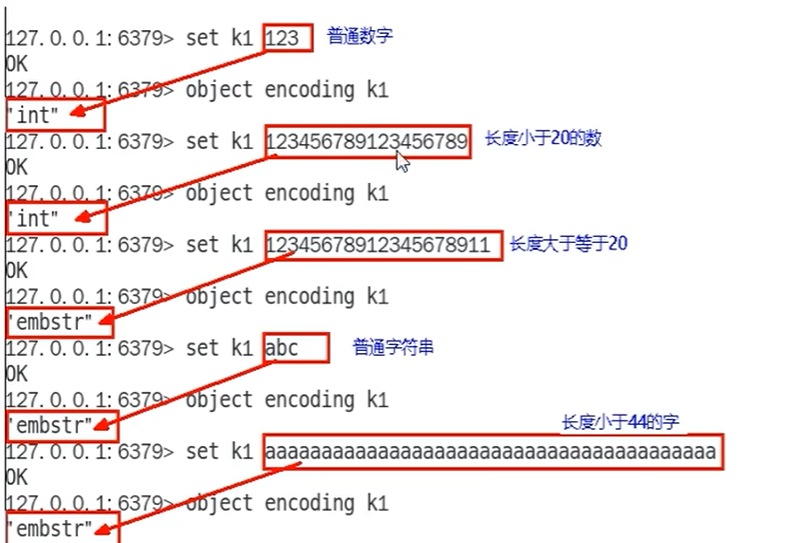 127.0.0.1:6379> set k1 123 普通数字
OK
127.0.0.1:6379> object encoding k1
"int"
127.0.0.1:6379> set k1 123456789123456789 长度小于20的数
OK
127.0.0.1:6379> object encoding k1
"int"
127.0.0.1:6379> set k1 12345678912345678911 长度大于等于20
OK
127.0.0.1:6379> object encoding k1
"embstr"
127.0.0.1:6379> set k1 abc 普通字符串
OK
127.0.0.1:6379> object encoding k1
"embstr"
长度小于44的字
127.0.0.1:6379> set k1 aaaaaaaaaaaaaaaaaaaaaaaaaaaaaaaaaaaaaaaa
OK
127.0.0.1:6379> object encoding k1
"embstr"